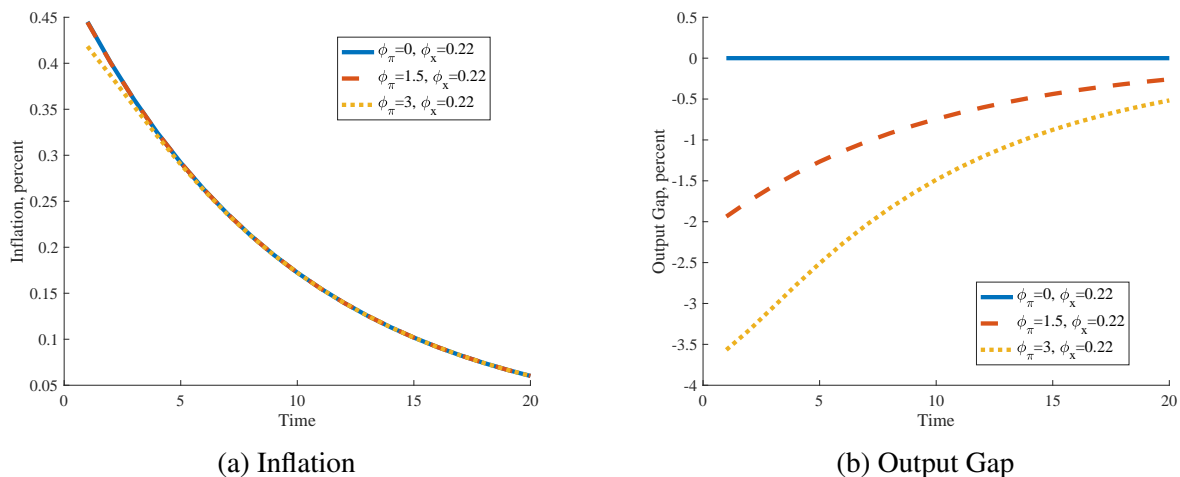 0.45
0.4
0.35
0.3
0.25
0.2
0.15
0.1
0.05
0
5
10
15
20
Inflation, percent
Time
ϕπ=0, ϕx=0.22
ϕπ=1.5, ϕx=0.22
ϕπ=3, ϕx=0.22
(a) Inflation
0.5
0
-0.5
-1
-1.5
-2
-2.5
-3
-3.5
-4
0
5
10
15
20
Output Gap, percent
Time
ϕπ=0, ϕx=0.22
ϕπ=1.5, ϕx=0.22
ϕπ=3, ϕx=0.22
(b) Output Gap